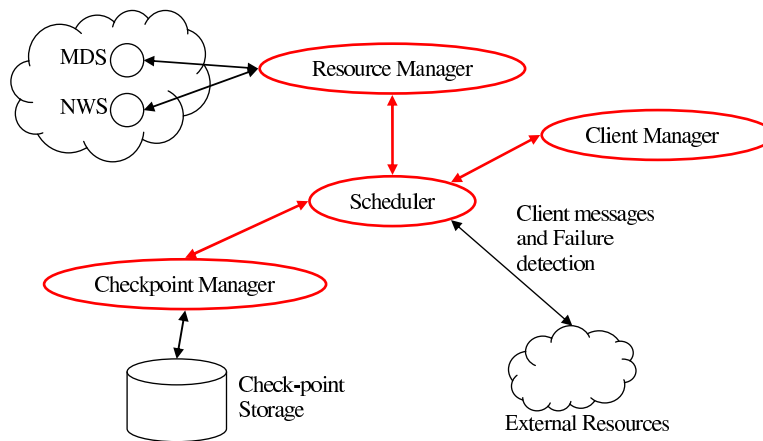 MDS
Resource Manager
NWS
Client Manager
Scheduler
Client messages
and Failure
detection
Checkpoint Manager
Check-point
Storage
External Resources